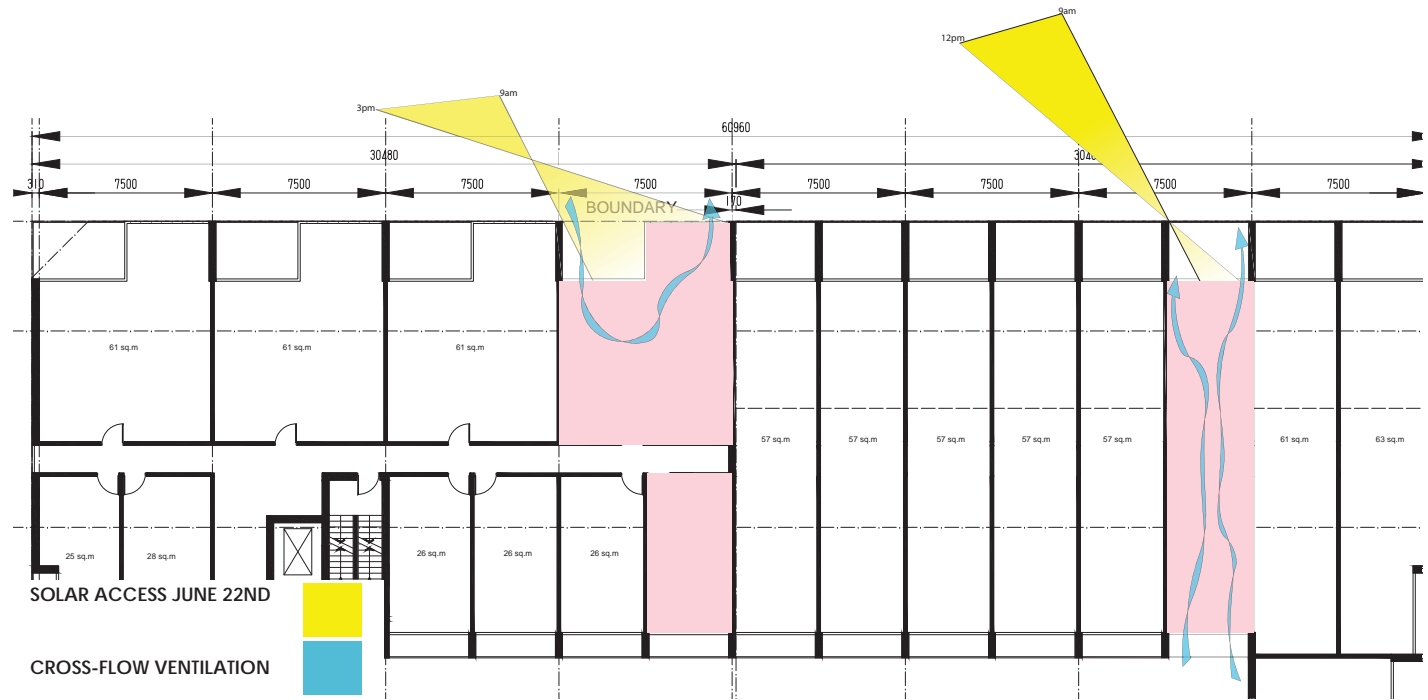 9am
12pm
9am
3pm
60960
30480
310
7500
7500
7500
7500
7500
7500
7500
7500
BOUNDARY
170
61 sq.m
61 sq.m
61 sq.m
57 sq.m
57 sq.m
57 sq.m
57 sq.m
57 sq.m
61 sq.m
63 sq.m
25 sq.m
28 sq.m
26 sq.m
26 sq.m
26 sq.m
SOLAR ACCESS JUNE 22ND
CROSS-FLOW VENTILATION